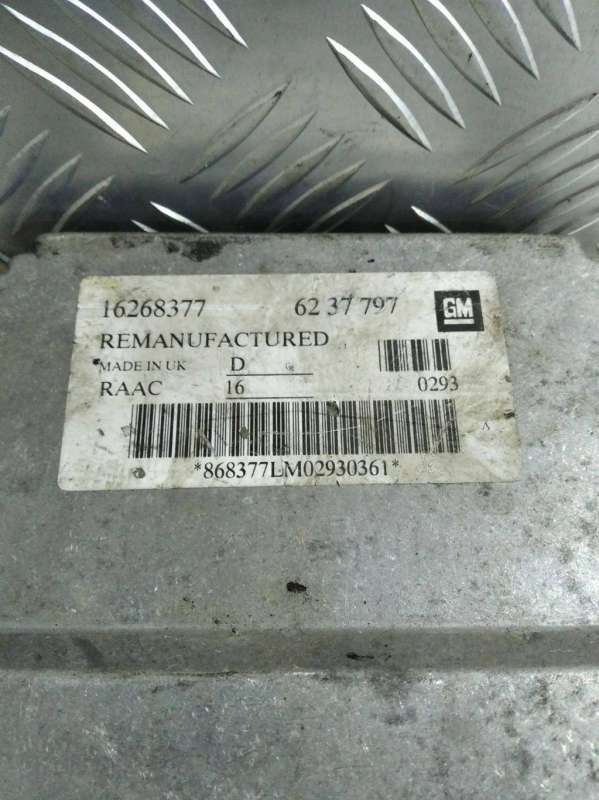 16268377 62 37 797 GM
REMANUFACTURED
MADE IN UK D G
RAAC 16 0293
*868377LM02930361*